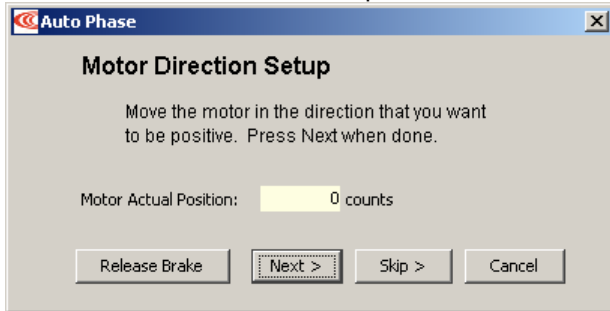 Auto Phase
Motor Direction Setup
Move the motor in the direction that you want
to be positive. Press Next when done.
Motor Actual Position: 0 counts
Release Brake Next > Skip > Cancel